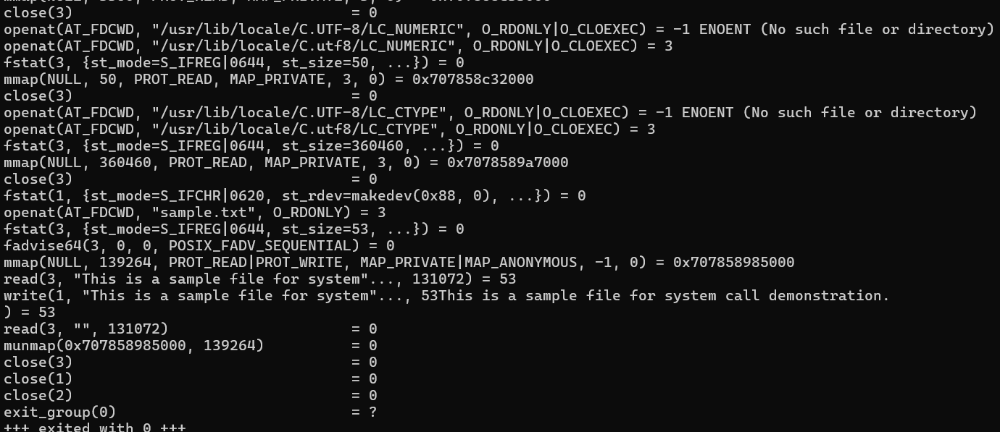 close(3)                                = 0
openat(AT_FDCWD, "/usr/lib/locale/C.UTF-8/LC_NUMERIC", O_RDONLY|O_CLOEXEC) = -1 ENOENT (No such file or directory)
openat(AT_FDCWD, "/usr/lib/locale/C.utf8/LC_NUMERIC", O_RDONLY|O_CLOEXEC) = 3
fstat(3, {st_mode=S_IFREG|0644, st_size=50, ...}) = 0
mmap(NULL, 50, PROT_READ, MAP_PRIVATE, 3, 0) = 0x707858c32000
close(3)                                = 0
openat(AT_FDCWD, "/usr/lib/locale/C.UTF-8/LC_CTYPE", O_RDONLY|O_CLOEXEC) = -1 ENOENT (No such file or directory)
openat(AT_FDCWD, "/usr/lib/locale/C.utf8/LC_CTYPE", O_RDONLY|O_CLOEXEC) = 3
fstat(3, {st_mode=S_IFREG|0644, st_size=360460, ...}) = 0
mmap(NULL, 360460, PROT_READ, MAP_PRIVATE, 3, 0) = 0x7078589a7000
close(3)                                = 0
fstat(1, {st_mode=S_IFCHR|0620, st_rdev=makedev(0x88, 0), ...}) = 0
openat(AT_FDCWD, "sample.txt", O_RDONLY) = 3
fstat(3, {st_mode=S_IFREG|0644, st_size=53, ...}) = 0
fadvise64(3, 0, 0, POSIX_FADV_SEQUENTIAL) = 0
mmap(NULL, 139264, PROT_READ|PROT_WRITE, MAP_PRIVATE|MAP_ANONYMOUS, -1, 0) = 0x707858985000
read(3, "This is a sample file for system"..., 131072) = 53
write(1, "This is a sample file for system"..., 53This is a sample file for system call demonstration.
) = 53
read(3, "", 131072)                     = 0
munmap(0x707858985000, 139264)          = 0
close(3)                                = 0
close(1)                                = 0
close(2)                                = 0
exit_group(0)                           = ?
+++ exited with 0 +++